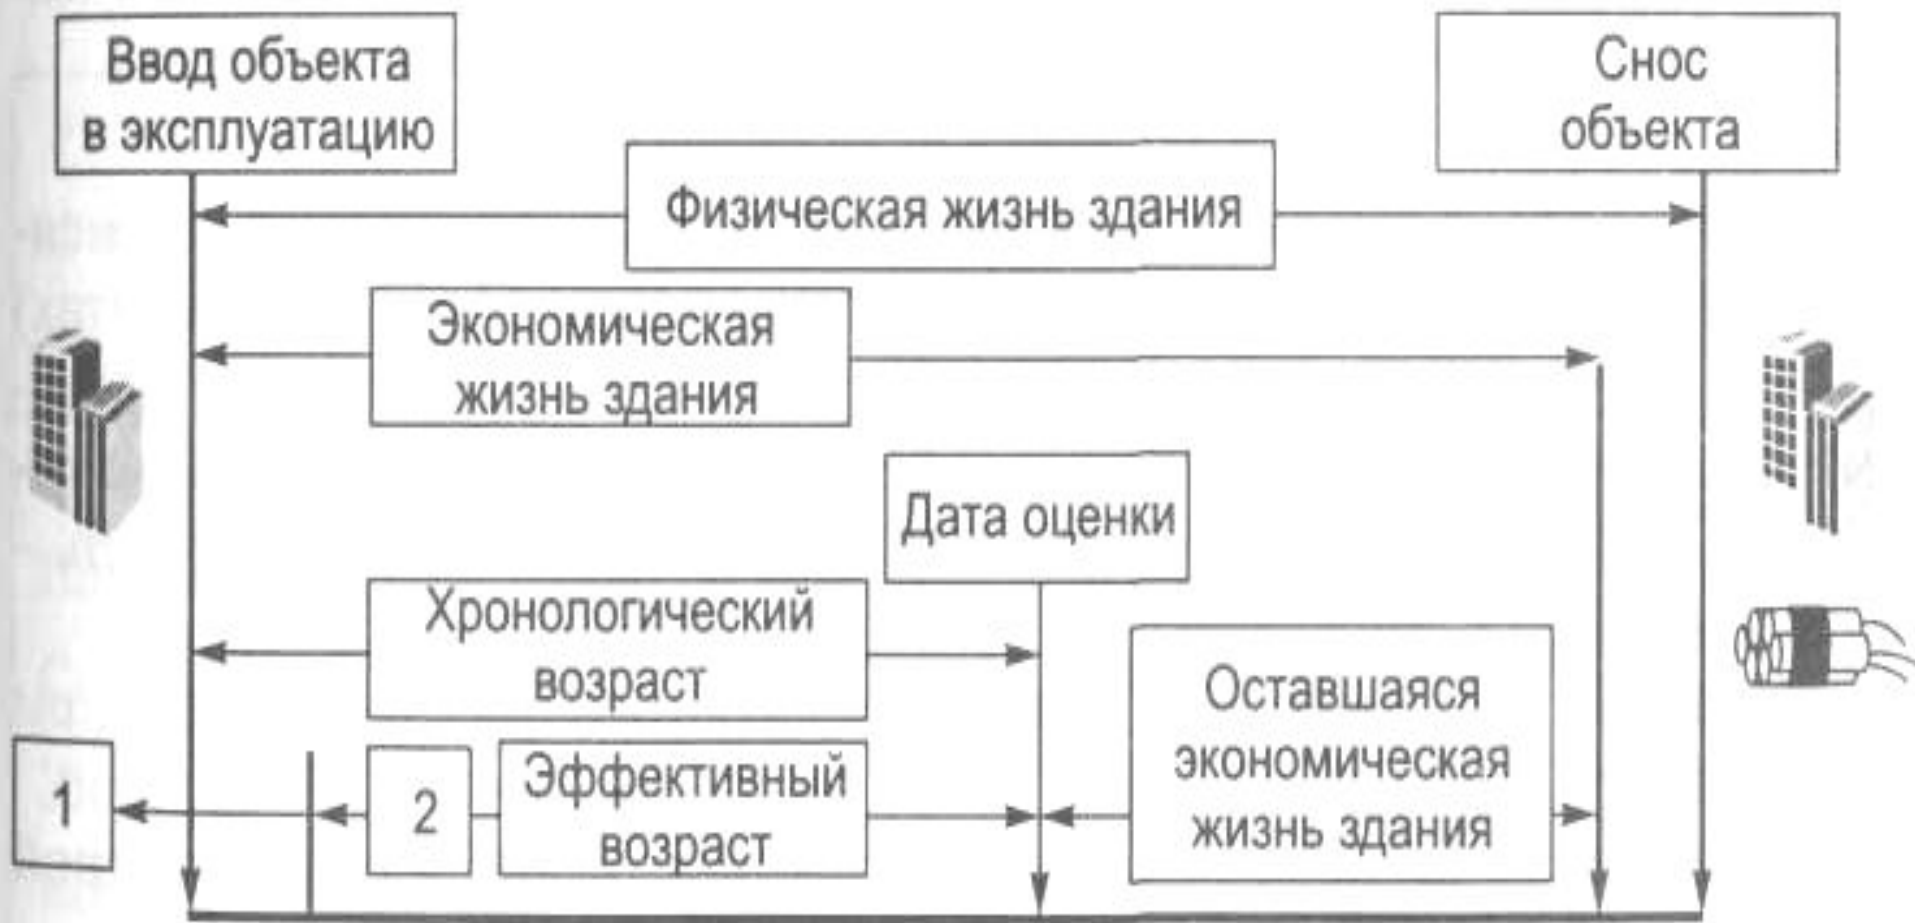 Ввод объекта
в эксплуатацию
Снос
объекта
Физическая жизнь здания
Экономическая
жизнь здания
Дата оценки
Хронологический
возраст
Оставшаяся
экономическая
жизнь здания
1
2
Эффективный
возраст